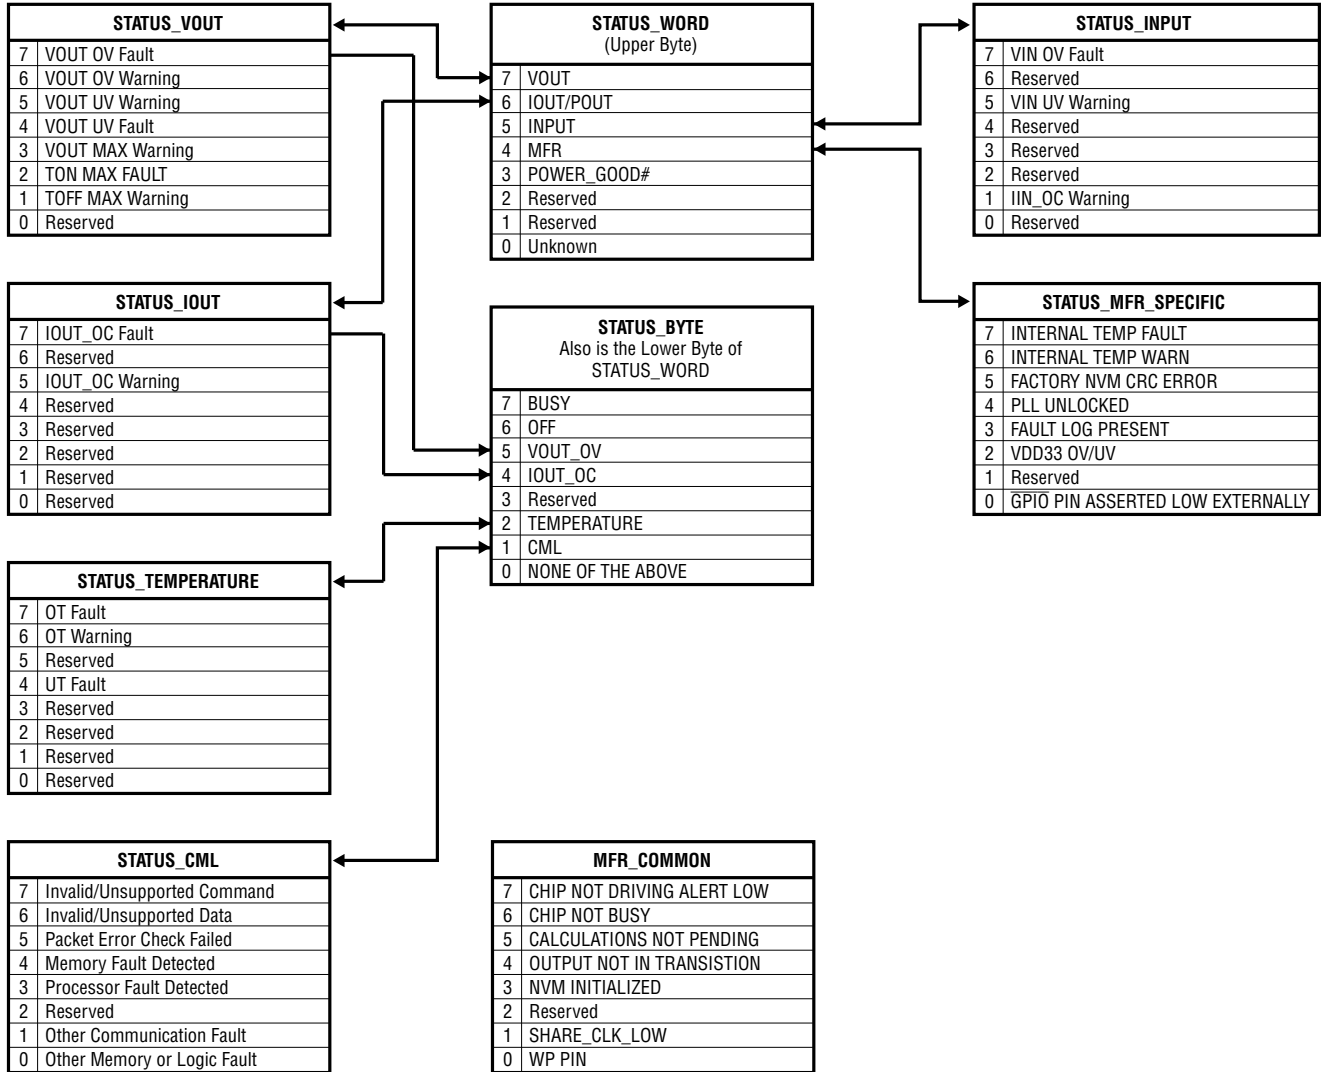 STATUS_VOUT
7 VOUT OV Fault
6 VOUT OV Warning
5 VOUT UV Warning
4 VOUT UV Fault
3 VOUT MAX Warning
2 TON MAX FAULT
1 TOFF MAX Warning
0 Reserved
STATUS_WORD
(Upper Byte)
7 VOUT
6 IOUT/POUT
5 INPUT
4 MFR
3 POWER_GOOD#
2 Reserved
1 Reserved
0 Unknown
STATUS_INPUT
7 VIN OV Fault
6 Reserved
5 VIN UV Warning
4 Reserved
3 Reserved
2 Reserved
1 IIN_OC Warning
0 Reserved
STATUS_IOUT
7 IOUT_OC Fault
6 Reserved
5 IOUT_OC Warning
4 Reserved
3 Reserved
2 Reserved
1 Reserved
0 Reserved
STATUS_BYTE
Also is the Lower Byte of
STATUS_WORD
7 BUSY
6 OFF
5 VOUT_OV
4 IOUT_OC
3 Reserved
2 TEMPERATURE
1 CML
0 NONE OF THE ABOVE
STATUS_MFR_SPECIFIC
7 INTERNAL TEMP FAULT
6 INTERNAL TEMP WARN
5 FACTORY NVM CRC ERROR
4 PLL UNLOCKED
3 FAULT LOG PRESENT
2 VDD33 OV/UV
1 Reserved
0 GPIO PIN ASSERTED LOW EXTERNALLY
STATUS_TEMPERATURE
7 OT Fault
6 OT Warning
5 Reserved
4 UT Fault
3 Reserved
2 Reserved
1 Reserved
0 Reserved
STATUS_CML
7 Invalid/Unsupported Command
6 Invalid/Unsupported Data
5 Packet Error Check Failed
4 Memory Fault Detected
3 Processor Fault Detected
2 Reserved
1 Other Communication Fault
0 Other Memory or Logic Fault
MFR_COMMON
7 CHIP NOT DRIVING ALERT LOW
6 CHIP NOT BUSY
5 CALCULATIONS NOT PENDING
4 OUTPUT NOT IN TRANSISTION
3 NVM INITIALIZED
2 Reserved
1 SHARE_CLK_LOW
0 WP PIN